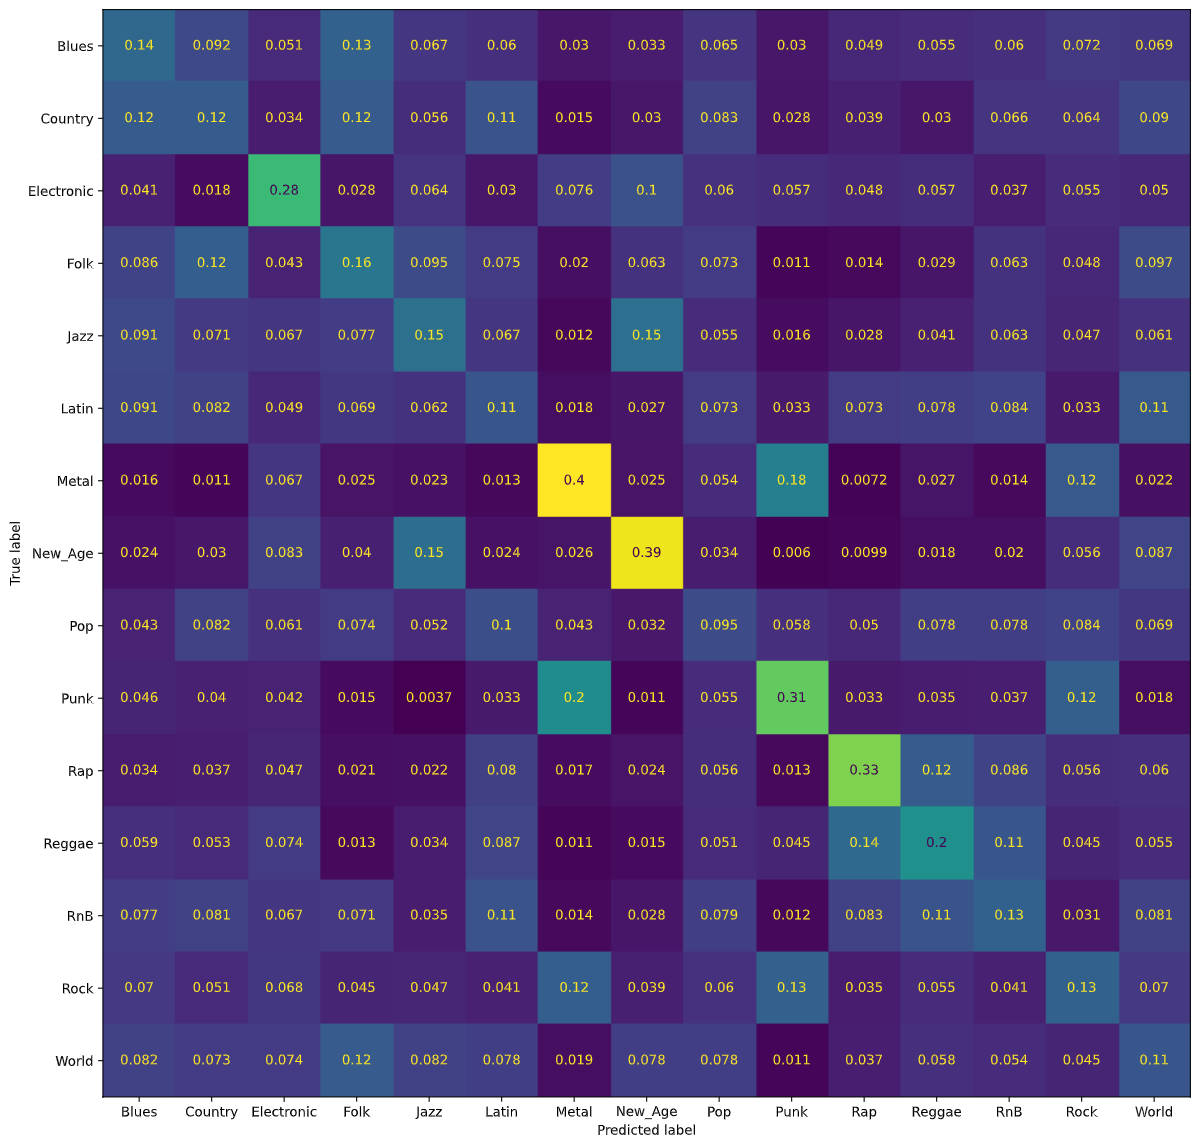 Blues 0.14 0.092 0.051 0.13 0.067 0.06 0.03 0.033 0.065 0.03 0.049 0.055 0.06 0.072 0.069
Country 0.12 0.12 0.034 0.12 0.056 0.11 0.015 0.03 0.083 0.028 0.039 0.03 0.066 0.064 0.09
Electronic 0.041 0.018 0.28 0.028 0.064 0.03 0.076 0.1 0.06 0.057 0.048 0.057 0.037 0.055 0.05
Folk 0.086 0.12 0.043 0.16 0.095 0.075 0.02 0.063 0.073 0.011 0.014 0.029 0.063 0.048 0.097
Jazz 0.091 0.071 0.067 0.077 0.15 0.067 0.012 0.15 0.055 0.016 0.028 0.041 0.063 0.047 0.061
Latin 0.091 0.082 0.049 0.069 0.062 0.11 0.018 0.027 0.073 0.033 0.073 0.078 0.084 0.033 0.11
Metal 0.016 0.011 0.067 0.025 0.023 0.013 0.4 0.025 0.054 0.18 0.0072 0.027 0.014 0.12 0.022
New_Age 0.024 0.03 0.083 0.04 0.15 0.024 0.026 0.39 0.034 0.006 0.0099 0.018 0.02 0.056 0.087
True label
Pop 0.043 0.082 0.061 0.074 0.052 0.1 0.043 0.032 0.095 0.058 0.05 0.078 0.078 0.084 0.069
Punk 0.046 0.04 0.042 0.015 0.0037 0.033 0.2 0.011 0.055 0.31 0.033 0.035 0.037 0.12 0.018
Rap 0.034 0.037 0.047 0.021 0.022 0.08 0.017 0.024 0.056 0.013 0.33 0.12 0.086 0.056 0.06
Reggae 0.059 0.053 0.074 0.013 0.034 0.087 0.011 0.015 0.051 0.045 0.14 0.2 0.11 0.045 0.055
RnB 0.077 0.081 0.067 0.071 0.035 0.11 0.014 0.028 0.079 0.012 0.083 0.11 0.13 0.031 0.081
Rock 0.07 0.051 0.068 0.045 0.047 0.041 0.12 0.039 0.06 0.13 0.035 0.055 0.041 0.13 0.07
World 0.082 0.073 0.074 0.12 0.082 0.078 0.019 0.078 0.078 0.011 0.037 0.058 0.054 0.045 0.11
Blues Country Electronic Folk Jazz Latin Metal New_Age Pop Punk Rap Reggae RnB Rock World
Predicted label